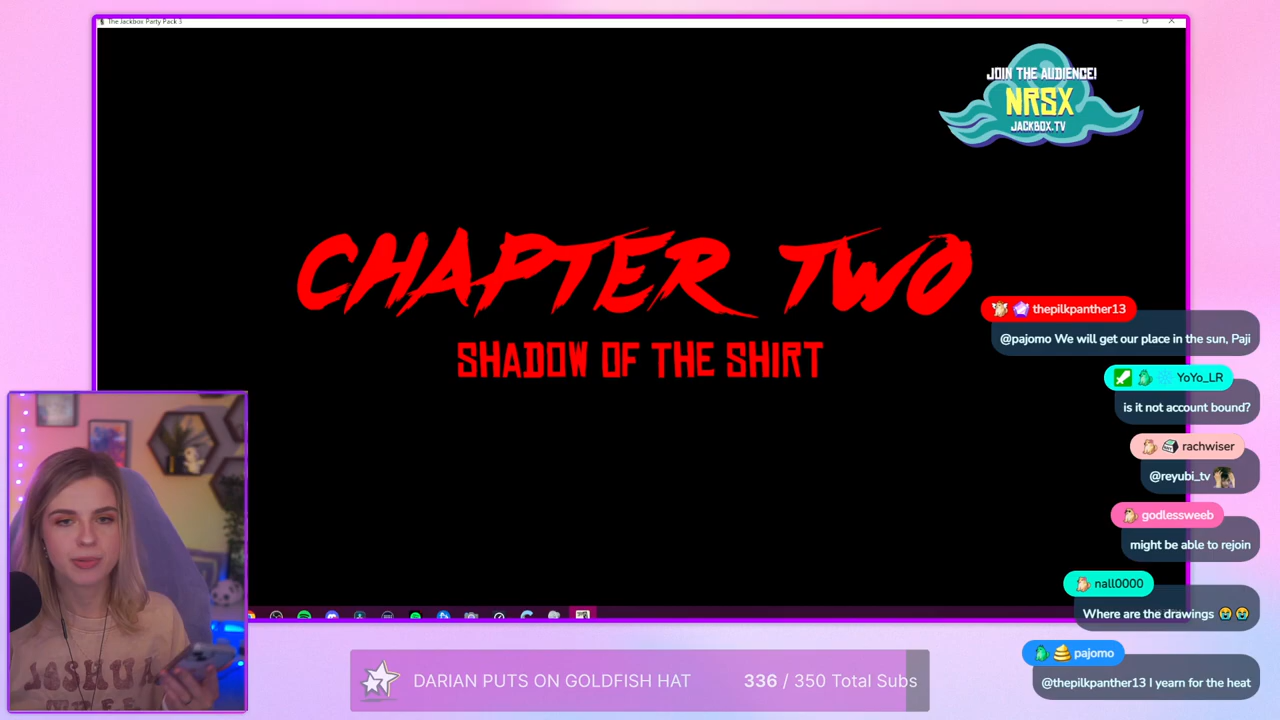 The Jackbox Party Pack 3
JOIN THE AUDIENCE!
NRSX
JACKBOX.TV
CHAPTER TWO
SHADOW OF THE SHIRT
thepilkpanther13
@pajomo We will get our place in the sun, Paji
YoYo_LR
is it not account bound?
rachwiser
@reyubi_tv
godlessweeb
might be able to rejoin
nall0000
Where are the drawings 😭😭
pajomo
@thepilkpanther13 I yearn for the heat
JOSHUA
TREE
DARIAN PUTS ON GOLDFISH HAT
336 / 350 Total Subs